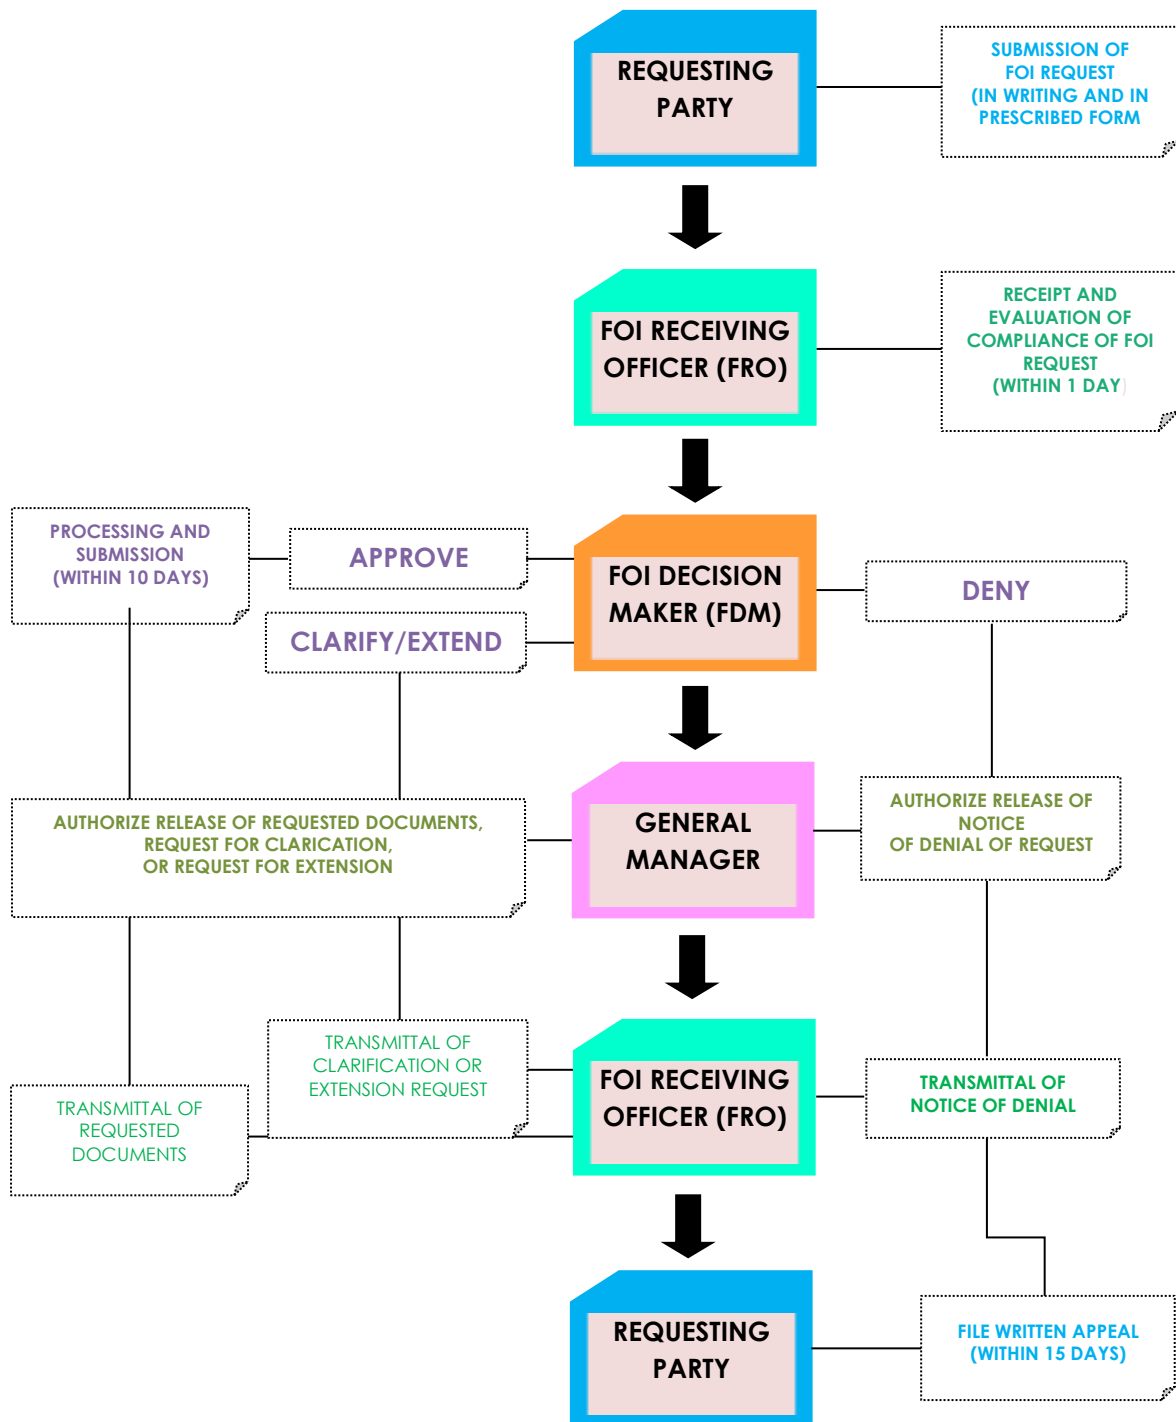 REQUESTING
PARTY
SUBMISSION OF
FOI REQUEST
(IN WRITING AND IN
PRESCRIBED FORM
FOI RECEIVING
OFFICER (FRO)
RECEIPT AND
EVALUATION OF
COMPLIANCE OF FOI
REQUEST
(WITHIN 1 DAY)
PROCESSING AND
SUBMISSION
(WITHIN 10 DAYS)
APPROVE
CLARIFY/EXTEND
FOI DECISION
MAKER (FDM)
DENY
AUTHORIZE RELEASE OF REQUESTED DOCUMENTS,
REQUEST FOR CLARICATION,
OR REQUEST FOR EXTENSION
GENERAL
MANAGER
AUTHORIZE RELEASE OF
NOTICE
OF DENIAL OF REQUEST
TRANSMITTAL OF
REQUESTED
DOCUMENTS
TRANSMITTAL OF
CLARIFICATION OR
EXTENSION REQUEST
FOI RECEIVING
OFFICER (FRO)
TRANSMITTAL OF
NOTICE OF DENIAL
REQUESTING
PARTY
FILE WRITTEN APPEAL
(WITHIN 15 DAYS)